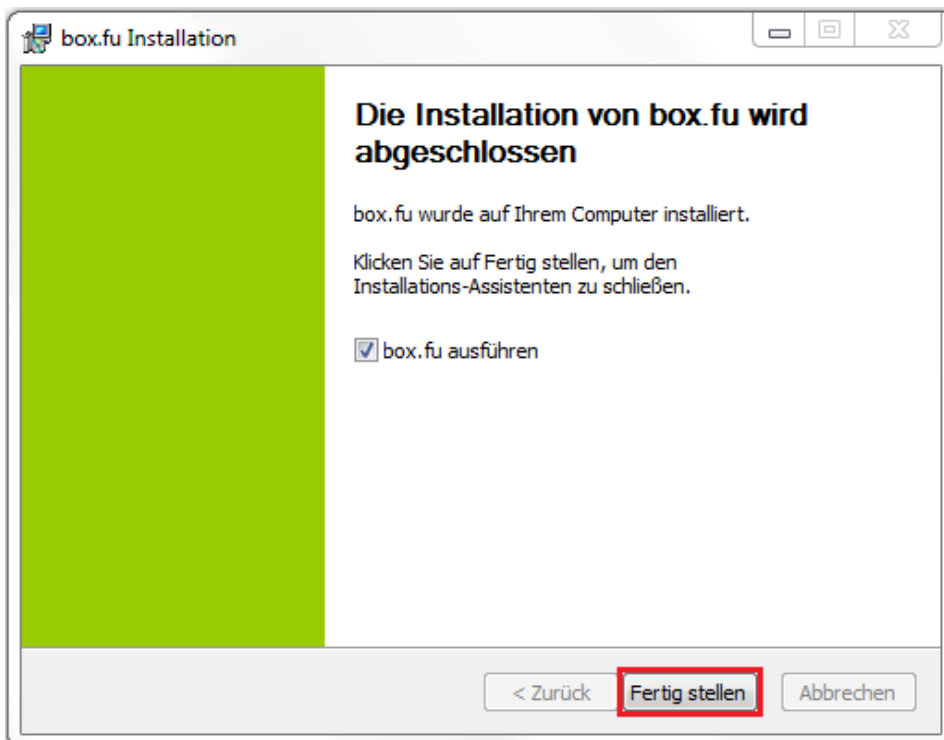 box.fu Installation
Die Installation von box.fu wird
abgeschlossen
box.fu wurde auf Ihrem Computer installiert.
Klicken Sie auf Fertig stellen, um den
Installations-Assistenten zu schließen.
box.fu ausführen
< Zurück Fertig stellen Abbrechen